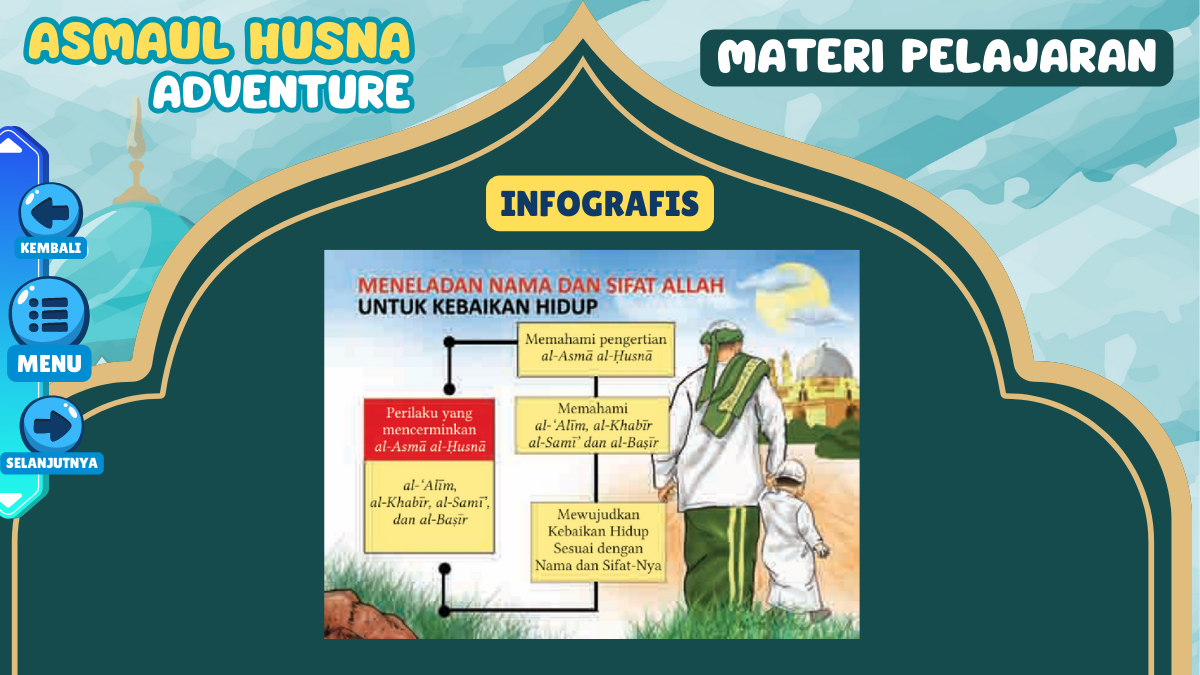 ASMAUL HUSNA
ADVENTURE
MATERI PELAJARAN
KEMBALI
MENU
SELANJUTNYA
INFOGRAFIS
MENELADAN NAMA DAN SIFAT ALLAH
UNTUK KEBAIKAN HIDUP
Memahami pengertian
al-Asmā al-Ḥusnā
Perilaku yang
mencerminkan
al-Asmā al-Ḥusnā
al-‘Alīm,
al-Khabīr, al-Samī’,
dan al-Baṣīr
Memahami
al-‘Alīm, al-Khabīr
al-Samī’ dan al-Baṣīr
Mewujudkan
Kebaikan Hidup
Sesuai dengan
Nama dan Sifat-Nya